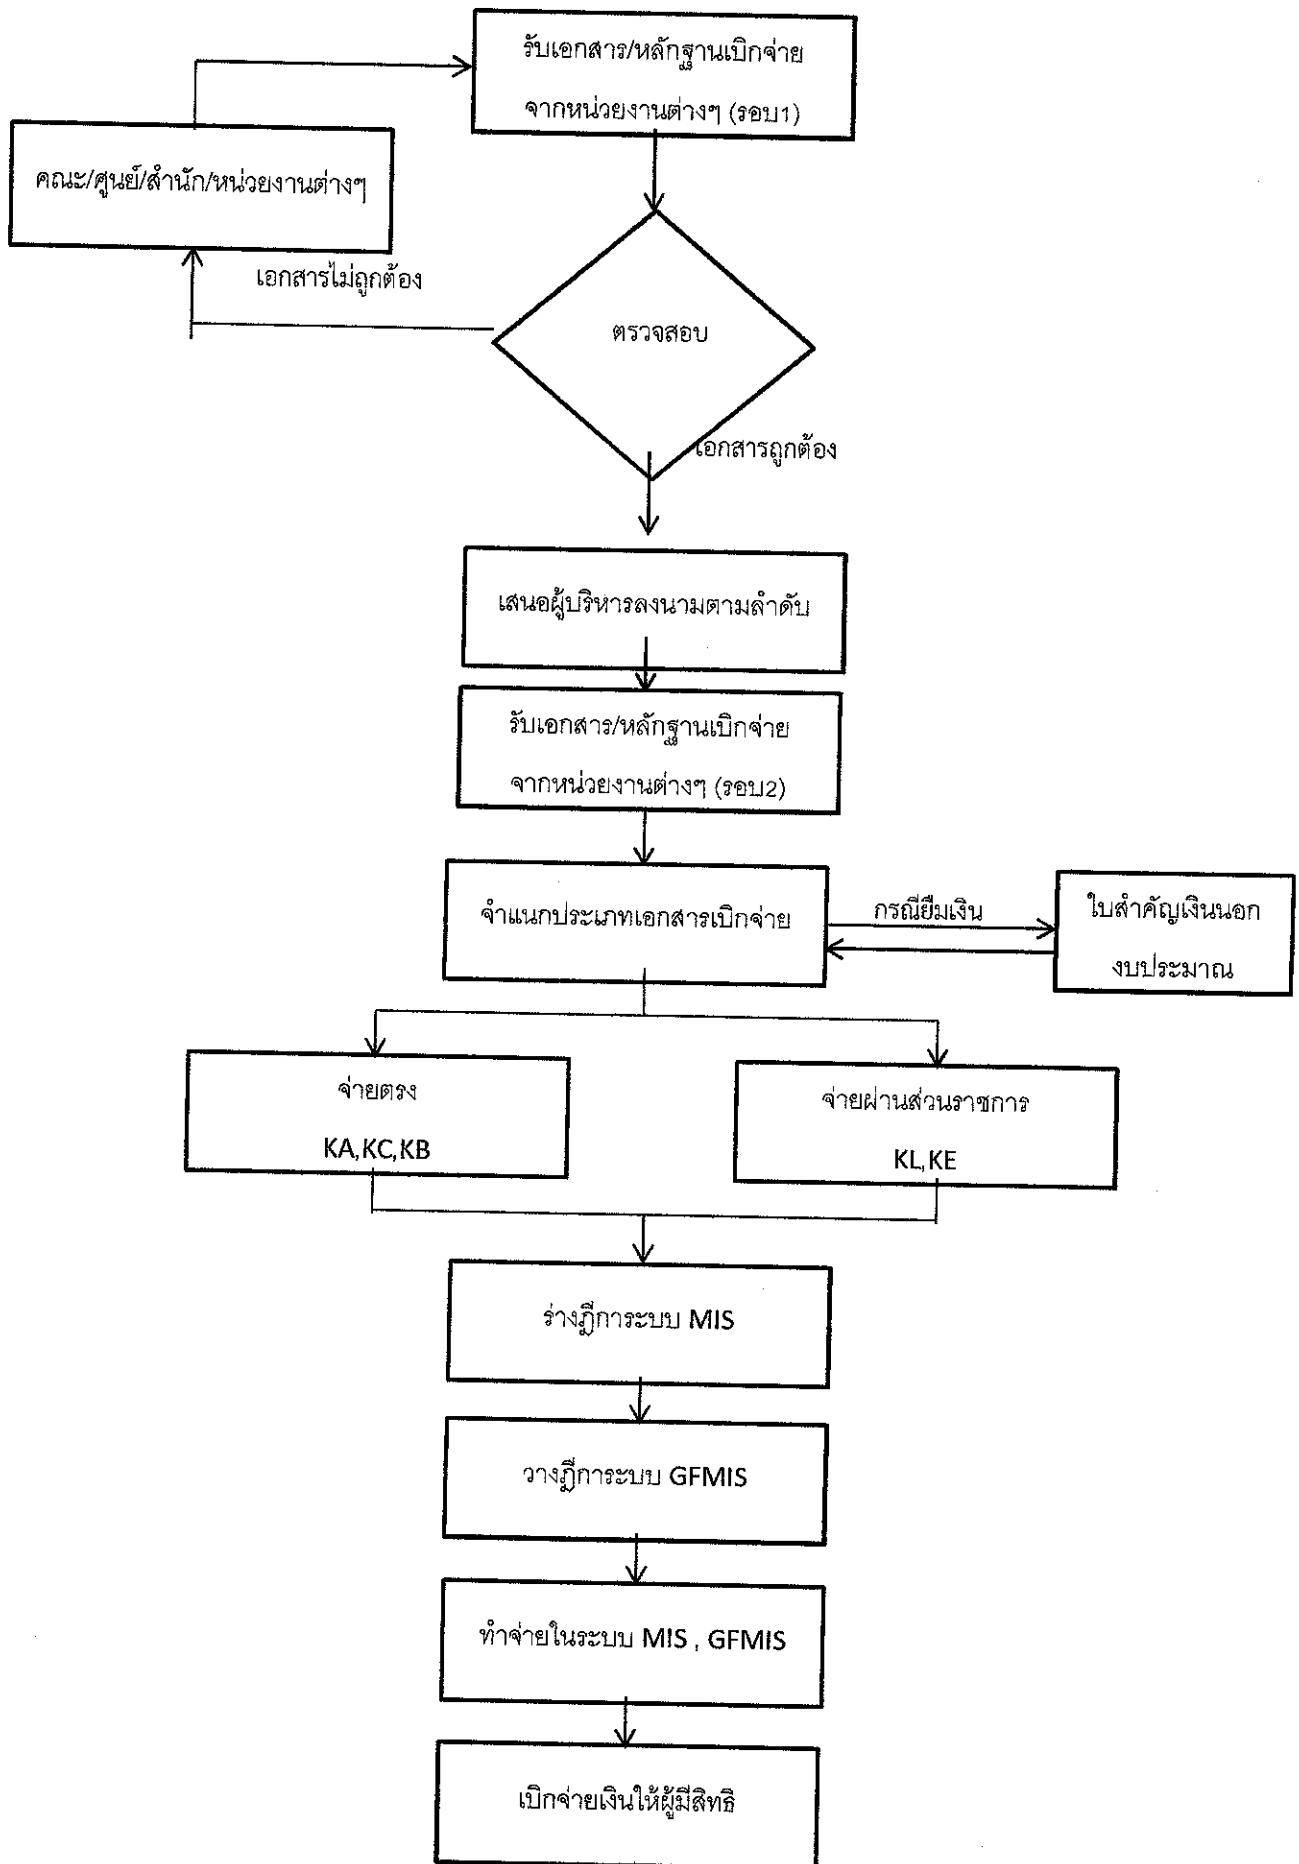 รับเอกสาร/หลักฐานเบิกจ่าย
จากหน่วยงานต่างๆ (รอบ1)
คณะ/ศูนย์/สำนัก/หน่วยงานต่างๆ
เอกสารไม่ถูกต้อง
ตรวจสอบ
เอกสารถูกต้อง
เสนอผู้บริหารลงนามตามลำดับ
รับเอกสาร/หลักฐานเบิกจ่าย
จากหน่วยงานต่างๆ (รอบ2)
จำแนกประเภทเอกสารเบิกจ่าย
กรณียืมเงิน
ใบสำคัญเงินนอก
งบประมาณ
จ่ายตรง
KA,KC,KB
จ่ายผ่านส่วนราชการ
KL,KE
ร่างฎีการะบบ MIS
วางฎีการะบบ GFMIS
ทำจ่ายในระบบ MIS , GFMIS
เบิกจ่ายเงินให้ผู้มีสิทธิ